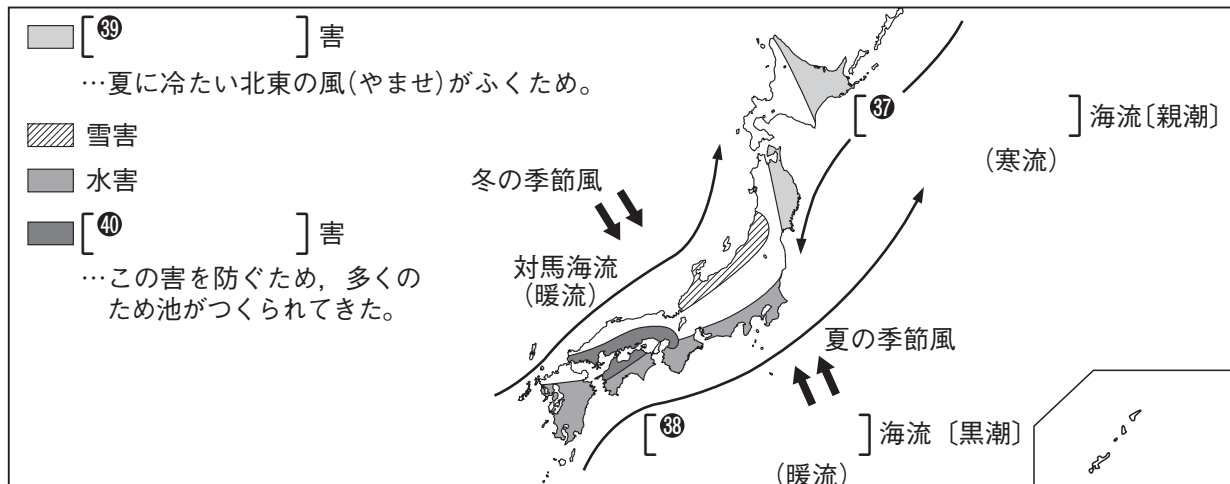 [㊴ ]害
…夏に冷たい北東の風(やませ)がふくため。
雪害
水害
[㊵ ]害
…この害を防ぐため，多くの
ため池がつくられてきた。
冬の季節風
対馬海流
(暖流)
[㊲ ]海流〔親潮〕
(寒流)
夏の季節風
[㊳ ]海流〔黒潮〕
(暖流)